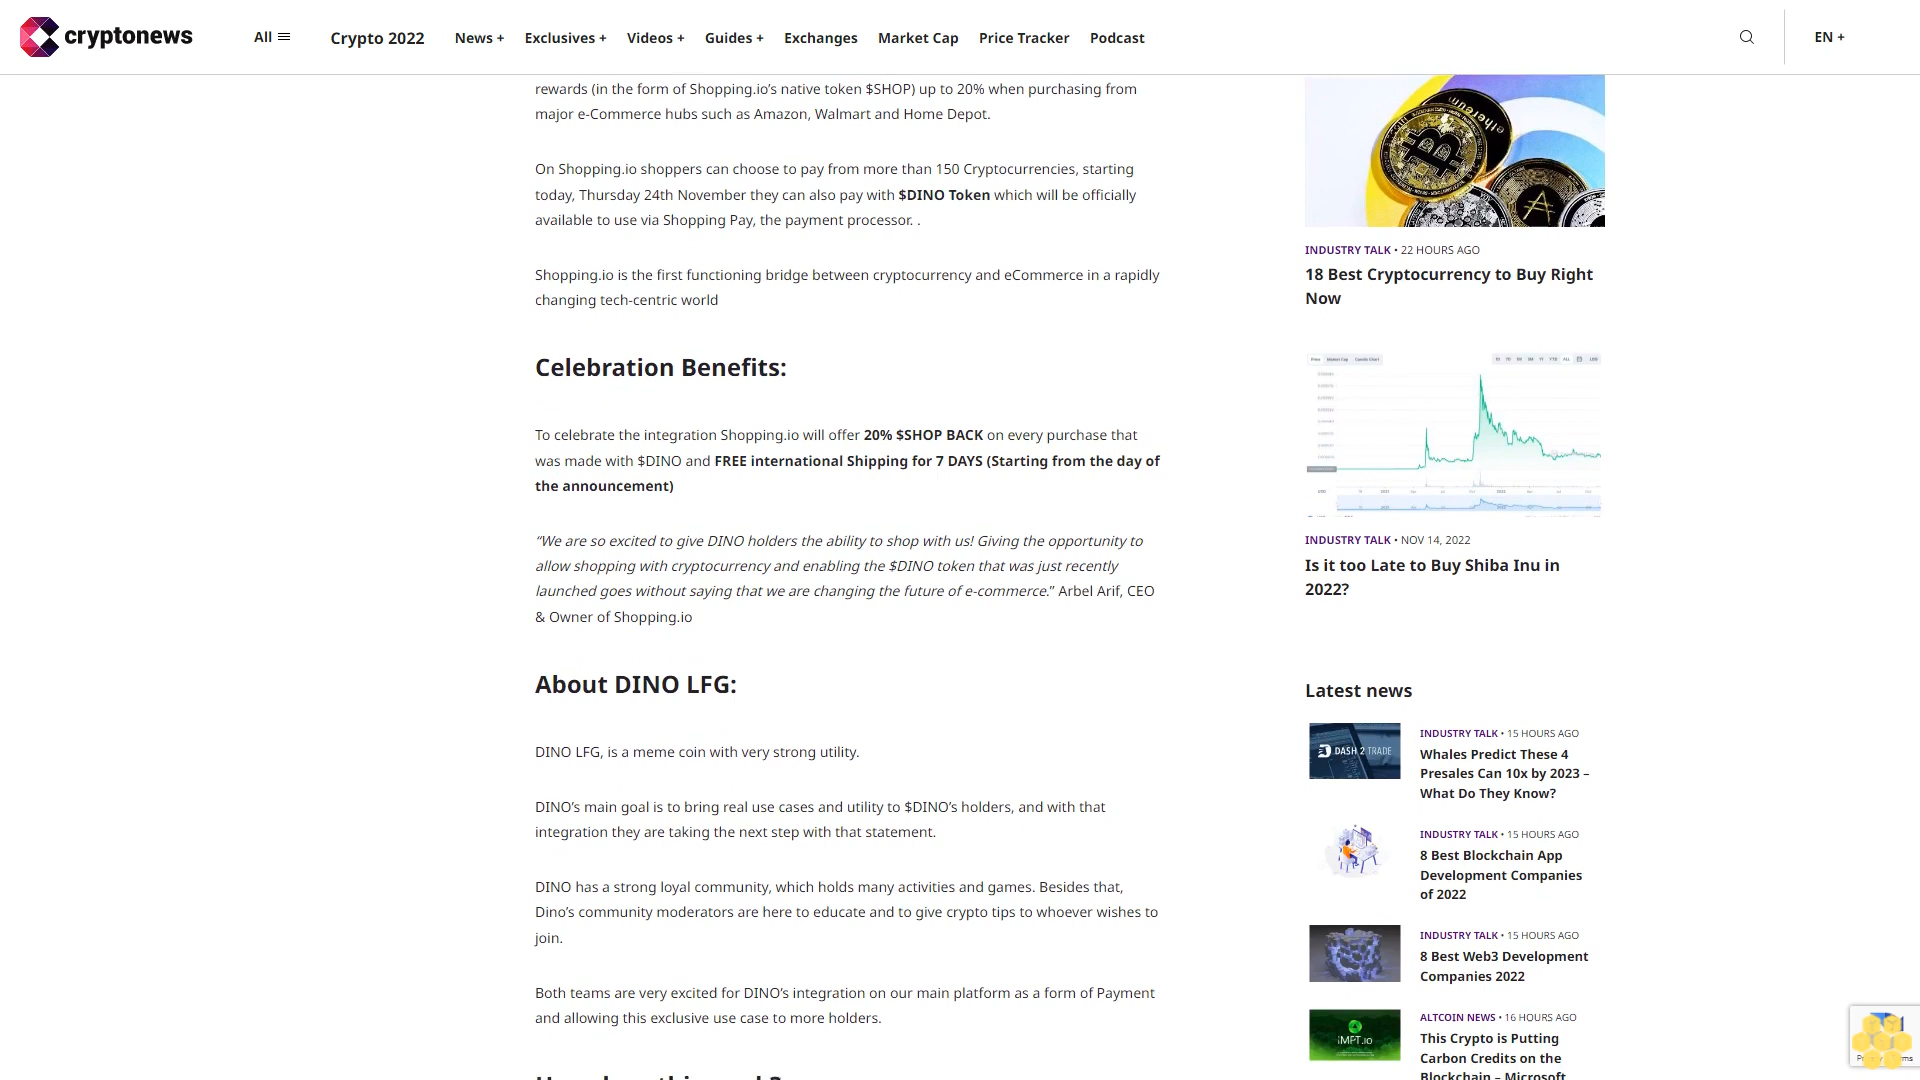 cryptonews
All
Crypto 2022
News +
Exclusives +
Videos +
Guides +
Exchanges
Market Cap
Price Tracker
Podcast
EN +
rewards (in the form of Shopping.io’s native token $SHOP) up to 20% when purchasing from
major e-Commerce hubs such as Amazon, Walmart and Home Depot.
On Shopping.io shoppers can choose to pay from more than 150 Cryptocurrencies, starting
today, Thursday 24th November they can also pay with $DINO Token which will be officially
available to use via Shopping Pay, the payment processor. .
Shopping.io is the first functioning bridge between cryptocurrency and eCommerce in a rapidly
changing tech-centric world
Celebration Benefits:
To celebrate the integration Shopping.io will offer 20% $SHOP BACK on every purchase that
was made with $DINO and FREE international Shipping for 7 DAYS (Starting from the day of
the announcement)
“We are so excited to give DINO holders the ability to shop with us! Giving the opportunity to
allow shopping with cryptocurrency and enabling the $DINO token that was just recently
launched goes without saying that we are changing the future of e-commerce.” Arbel Arif, CEO
& Owner of Shopping.io
About DINO LFG:
DINO LFG, is a meme coin with very strong utility.
DINO’s main goal is to bring real use cases and utility to $DINO’s holders, and with that
integration they are taking the next step with that statement.
DINO has a strong loyal community, which holds many activities and games. Besides that,
Dino’s community moderators are here to educate and to give crypto tips to whoever wishes to
join.
Both teams are very excited for DINO’s integration on our main platform as a form of Payment
and allowing this exclusive use case to more holders.
ethereum
INDUSTRY TALK • 22 HOURS AGO
18 Best Cryptocurrency to Buy Right
Now
INDUSTRY TALK • NOV 14, 2022
Is it too Late to Buy Shiba Inu in
2022?
Latest news
DASH 2 TRADE
INDUSTRY TALK • 15 HOURS AGO
Whales Predict These 4
Presales Can 10x by 2023 –
What Do They Know?
INDUSTRY TALK • 15 HOURS AGO
8 Best Blockchain App
Development Companies
of 2022
INDUSTRY TALK • 15 HOURS AGO
8 Best Web3 Development
Companies 2022
IMPT.io
ALTCOIN NEWS • 16 HOURS AGO
This Crypto is Putting
Carbon Credits on the
Blockchain – Microsoft